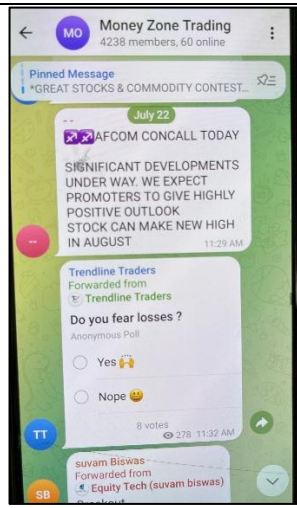 MO
Money Zone Trading
4238 members, 60 online
Pinned Message
*GREAT STOCKS & COMMODITY CONTEST...
July 22
--
AFCOM CONCALL TODAY
SIGNIFICANT DEVELOPMENTS
UNDER WAY. WE EXPECT
PROMOTERS TO GIVE HIGHLY
POSITIVE OUTLOOK
STOCK CAN MAKE NEW HIGH
IN AUGUST
11:29 AM
--
Trendline Traders
Forwarded from
Trendline Traders
Do you fear losses ?
Anonymous Poll
Yes 🙌
Nope 😀
8 votes
278 11:32 AM
TT
suvam Biswas
Forwarded from
Equity Tech (suvam biswas)
Breakout
SB